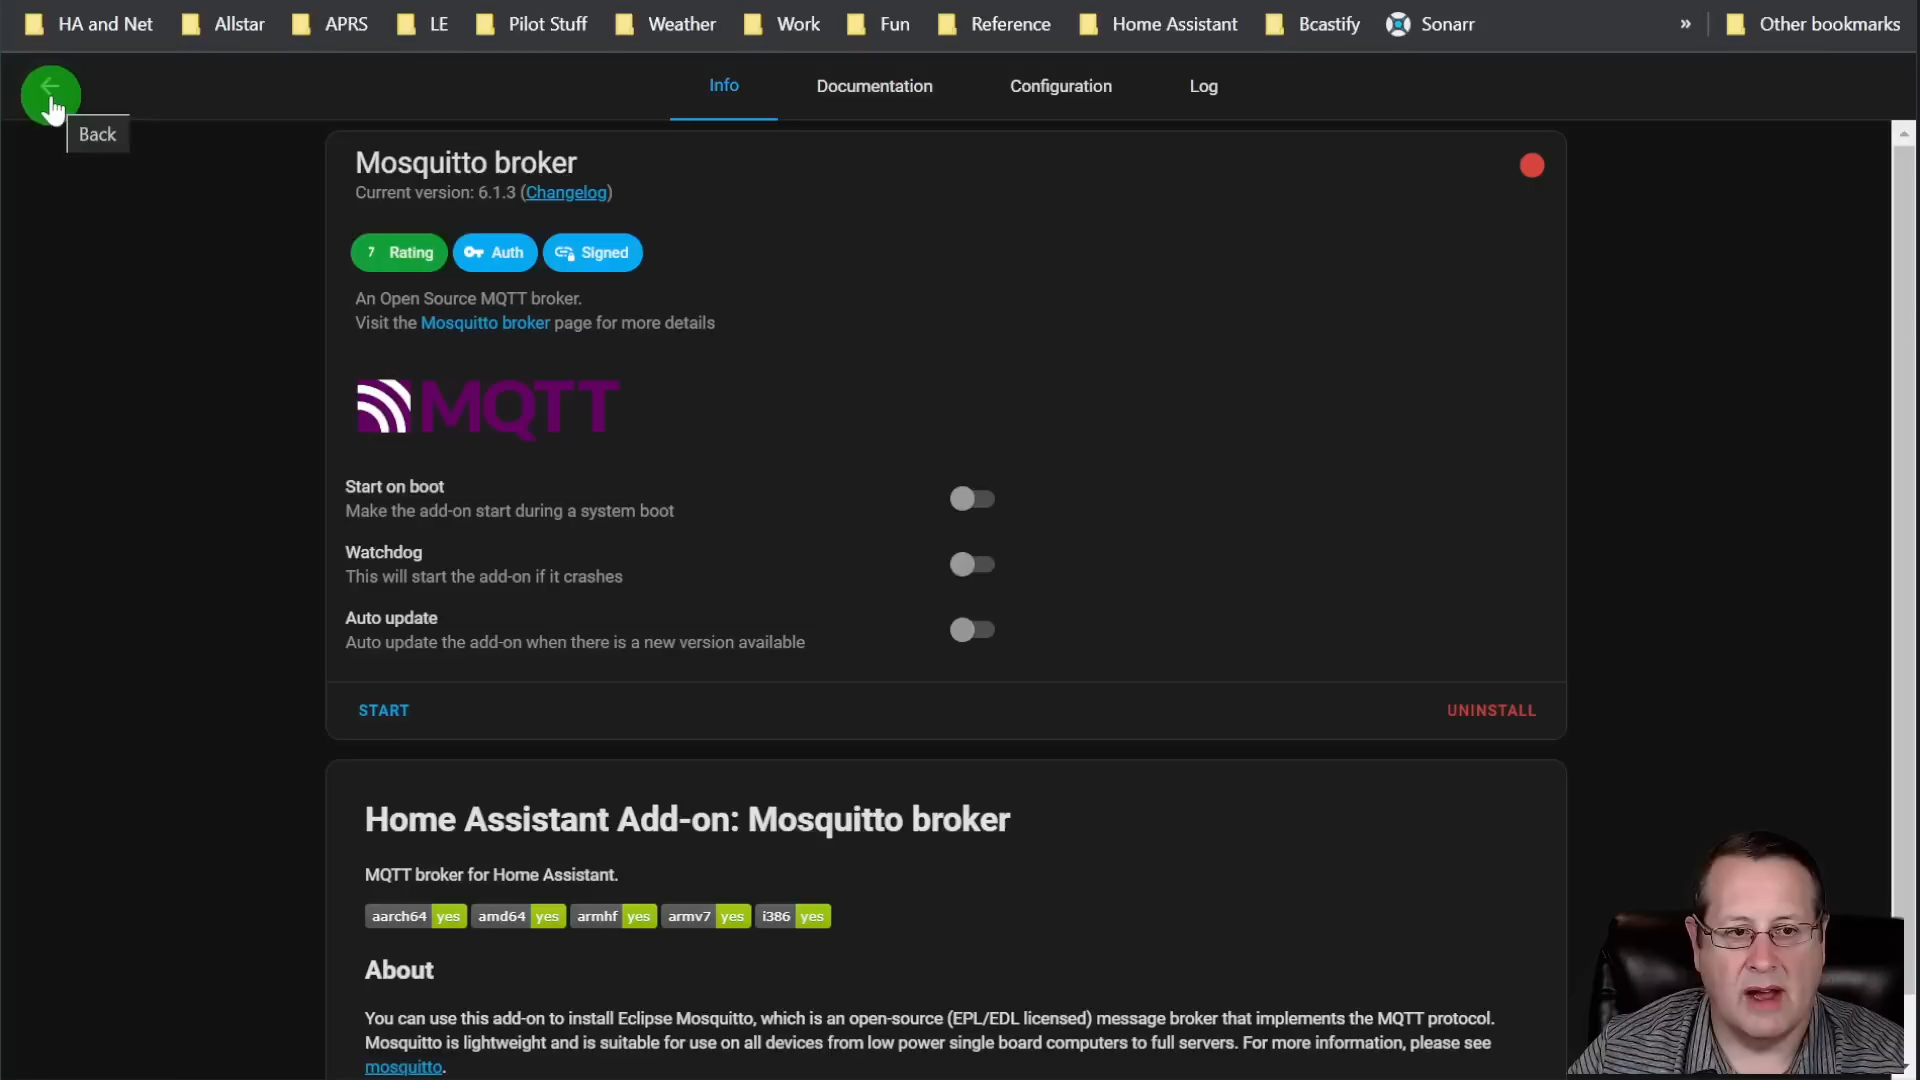 HA and Net
Allstar
APRS
LE
Pilot Stuff
Weather
Work
Fun
Reference
Home Assistant
Bcastify
Sonarr
»
Other bookmarks
Back
Info
Documentation
Configuration
Log
Mosquitto broker
Current version: 6.1.3 (Changelog)
7 Rating
Auth
Signed
An Open Source MQTT broker.
Visit the Mosquitto broker page for more details
MQTT
Start on boot
Make the add-on start during a system boot
Watchdog
This will start the add-on if it crashes
Auto update
Auto update the add-on when there is a new version available
START
UNINSTALL
Home Assistant Add-on: Mosquitto broker
MQTT broker for Home Assistant.
aarch64 yes
amd64 yes
armhf yes
armv7 yes
i386 yes
About
You can use this add-on to install Eclipse Mosquitto, which is an open-source (EPL/EDL licensed) message broker that implements the MQTT protocol.
Mosquitto is lightweight and is suitable for use on all devices from low power single board computers to full servers. For more information, please see
mosquitto.